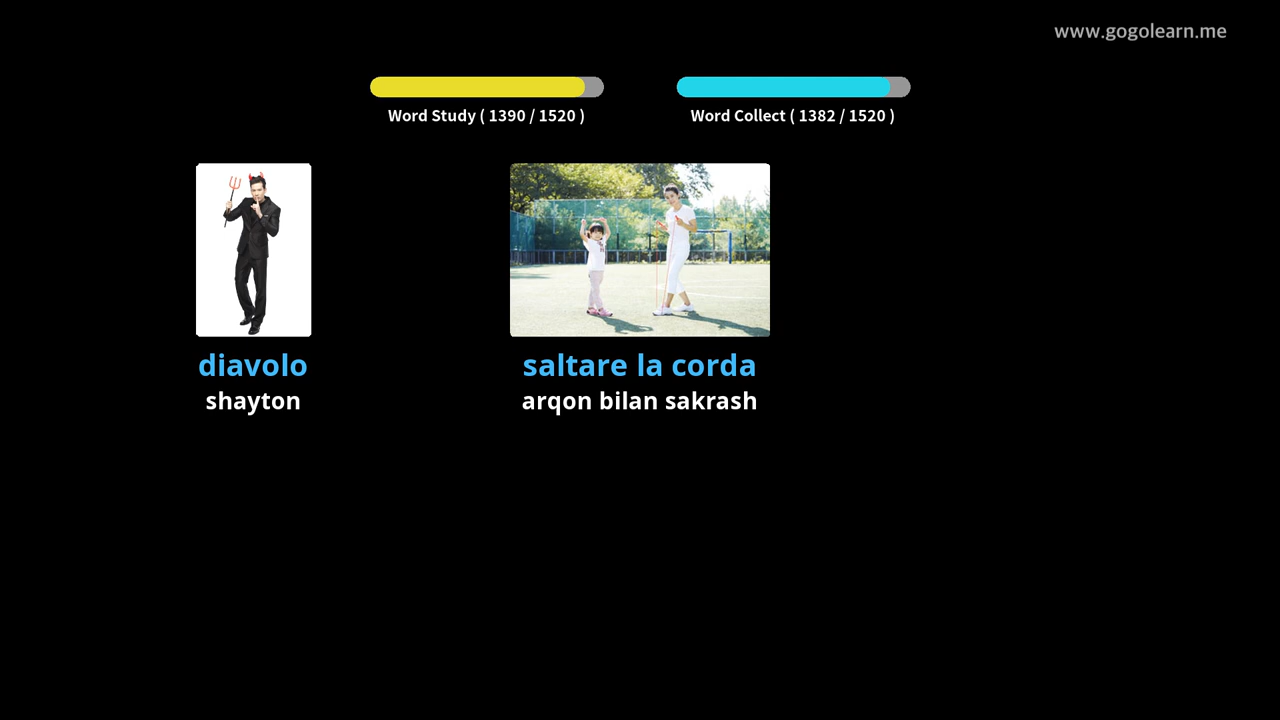 www.gogolearn.me
Word Study ( 1390 / 1520 )
Word Collect ( 1382 / 1520 )
diavolo
shayton
saltare la corda
arqon bilan sakrash